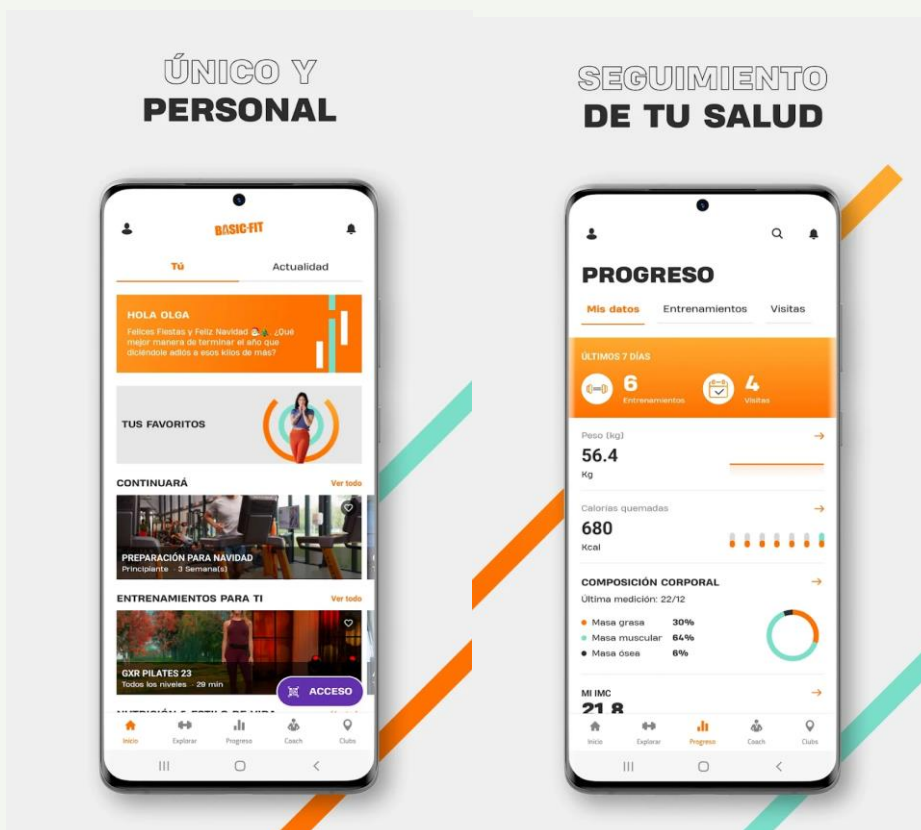 ÚNICO Y
PERSONAL
BASIC-FIT
Tú
Actualidad
HOLA OLGA
Felices Fiestas y Feliz Navidad 🎅🎄 ¿Qué
mejor manera de terminar el año que
diciéndole adiós a esos kilos de más?
TUS FAVORITOS
CONTINUARÁ
Ver todo
PREPARACIÓN PARA NAVIDAD
Principiante · 3 Semana(s)
ENTRENAMIENTOS PARA TI
Ver todo
GXR PILATES 23
Todos los niveles · 29 min
ACCESO
Inicio
Explorar
Progreso
Coach
Clubs
SEGUIMIENTO
DE TU SALUD
PROGRESO
Mis datos
Entrenamientos
Visitas
ÚLTIMOS 7 DÍAS
6
Entrenamientos
4
Visitas
Peso (kg)
56.4
Kg
Calorías quemadas
680
Kcal
COMPOSICIÓN CORPORAL
Última medición: 22/12
Masa grasa 30%
Masa muscular 64%
Masa ósea 6%
MI IMC
21.8
Inicio
Explorar
Progreso
Coach
Clubs